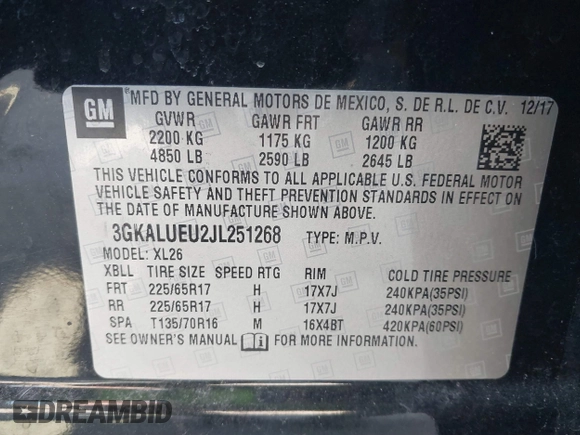 GM
MFD BY GENERAL MOTORS DE MEXICO, S. DE R.L. DE C.V. 12/17
GVWR GAWR FRT GAWR RR
2200 KG 1175 KG 1200 KG
4850 LB 2590 LB 2645 LB
THIS VEHICLE CONFORMS TO ALL APPLICABLE U.S. FEDERAL MOTOR
VEHICLE SAFETY AND THEFT PREVENTION STANDARDS IN EFFECT ON
THE DATE OF MANUFACTURE SHOWN ABOVE.
3GKALUEU2JL251268 TYPE: M.P.V.
MODEL: XL26
XBLL TIRE SIZE SPEED RTG RIM COLD TIRE PRESSURE
FRT 225/65R17 H 17X7J 240KPA(35PSI)
RR 225/65R17 H 17X7J 240KPA(35PSI)
SPA T135/70R16 M 16X4BT 420KPA(60PSI)
SEE OWNER'S MANUAL FOR MORE INFORMATION
DREAMBID